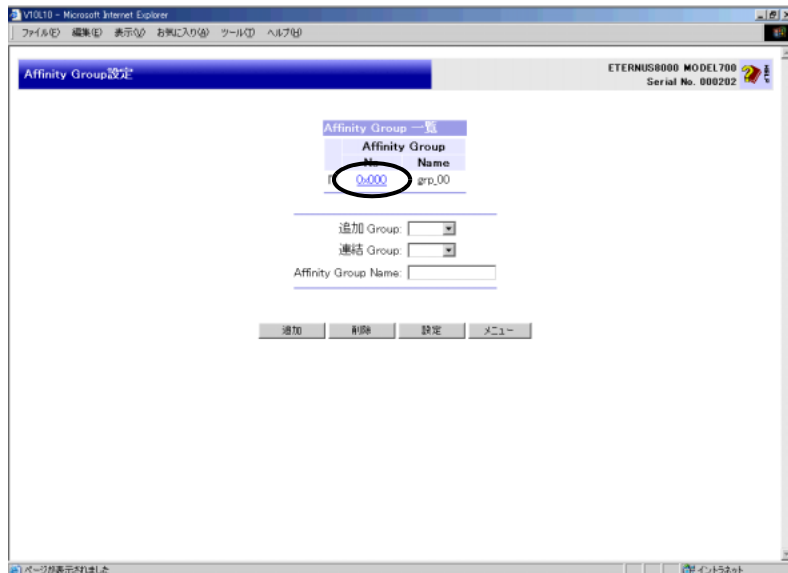 V10L10 - Microsoft Internet Explorer
ファイル(F) 編集(E) 表示(V) お気に入り(A) ツール(T) ヘルプ(H)
Affinity Group設定
ETERNUS8000 MODEL700
Serial No. 000202
HELP
Affinity Group 一覧
Affinity Group
No Name
0x000 grp_00
追加 Group:
連結 Group:
Affinity Group Name:
追加 削除 設定 メニュー
ページが表示されました
イントラネット